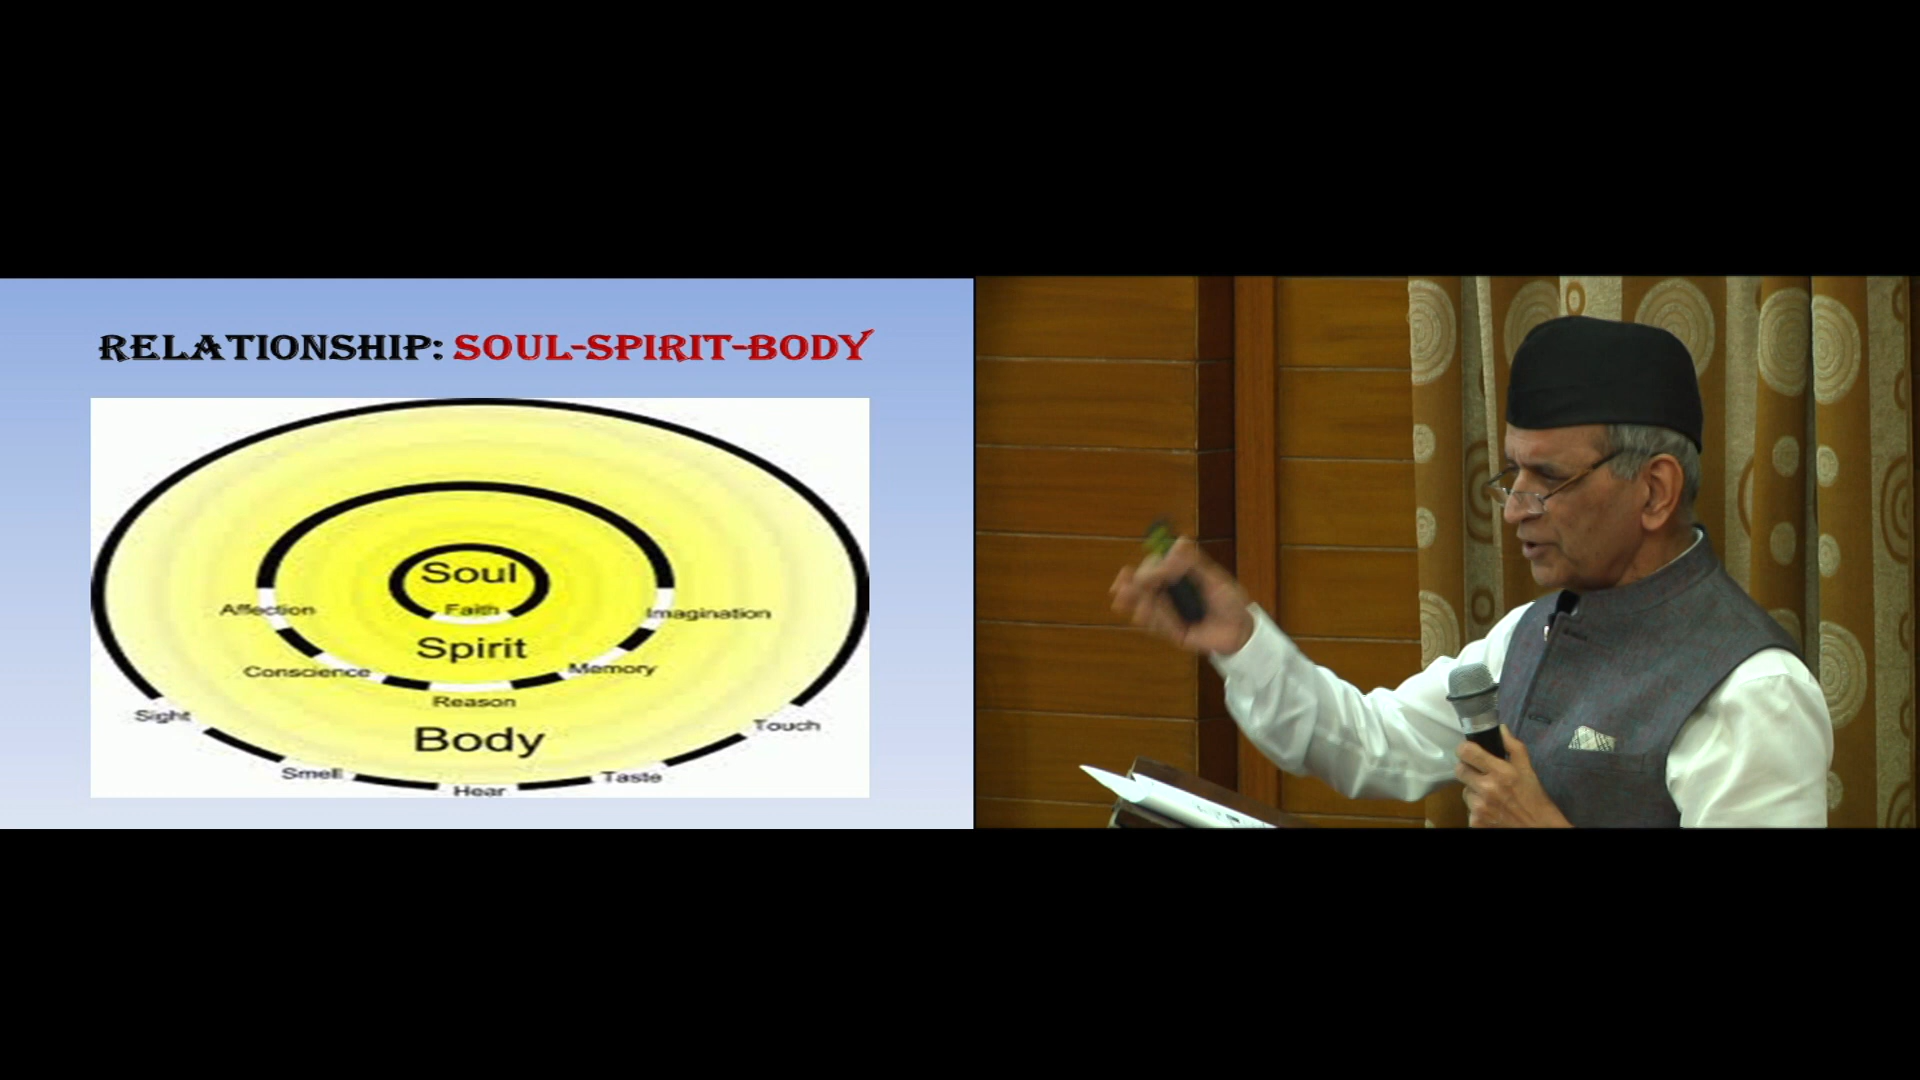 RELATIONSHIP: SOUL-SPIRIT-BODY
Soul
Faith
Affection
Imagination
Spirit
Conscience
Memory
Reason
Sight
Touch
Body
Smell
Taste
Hear